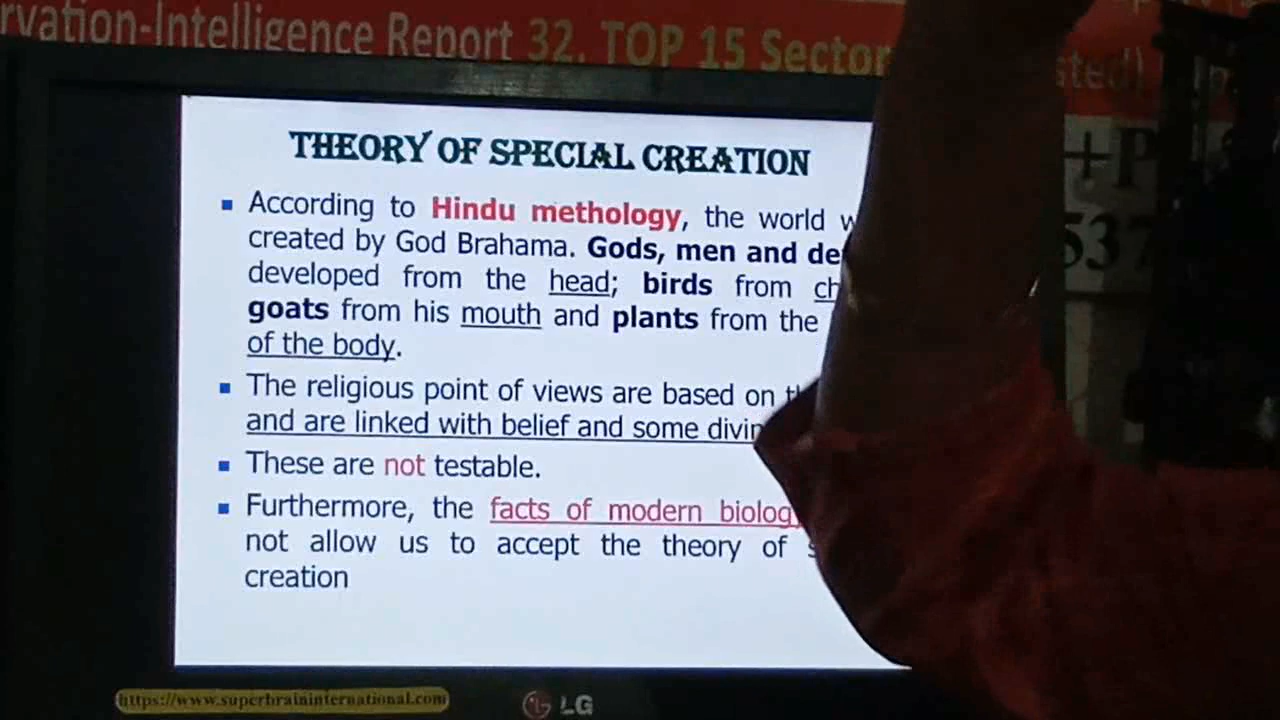 rvation-Intelligence Report 32. TOP 15 Sector
THEORY OF SPECIAL CREATION
▪ According to Hindu methology, the world
created by God Brahama. Gods, men and
developed from the head; birds from
goats from his mouth and plants from the
of the body.
▪ The religious point of views are based on
and are linked with belief and some
▪ These are not testable.
▪ Furthermore, the facts of modern
not allow us to accept the theory of
creation
+P
537
https://www.superbraininternational.com
LG